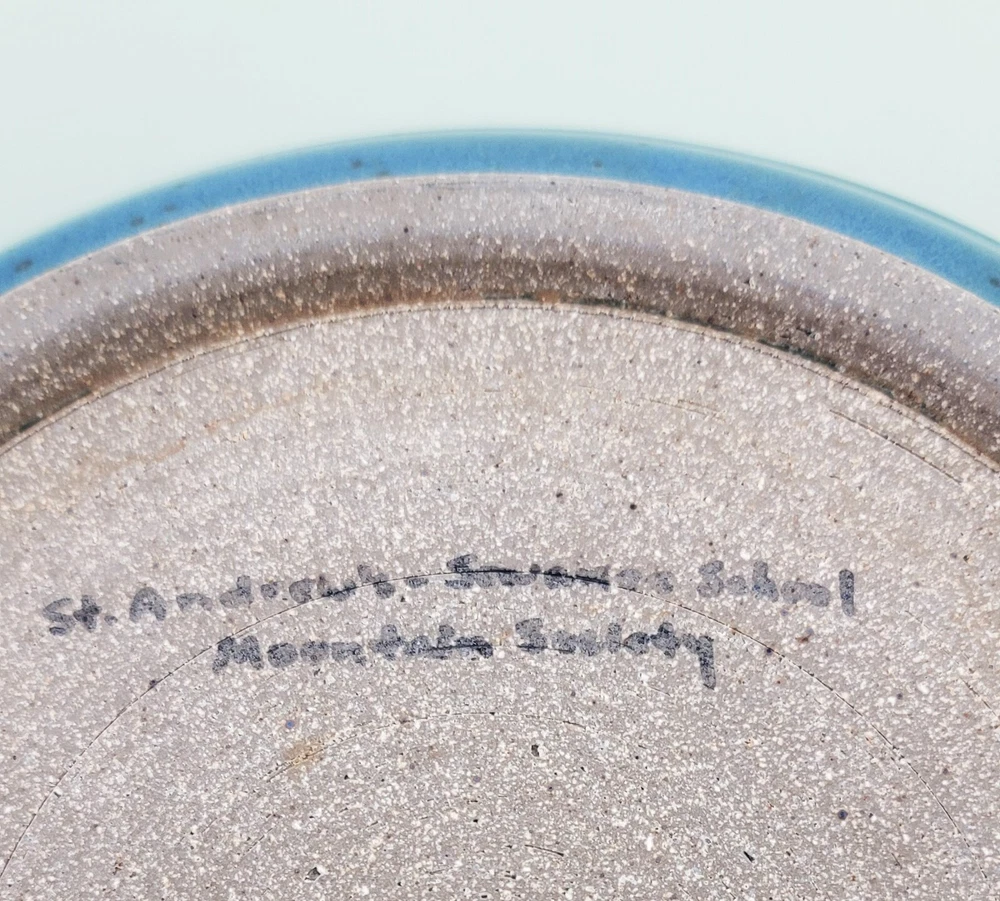 St. Andrew's - Sewanee School
Mountain Society